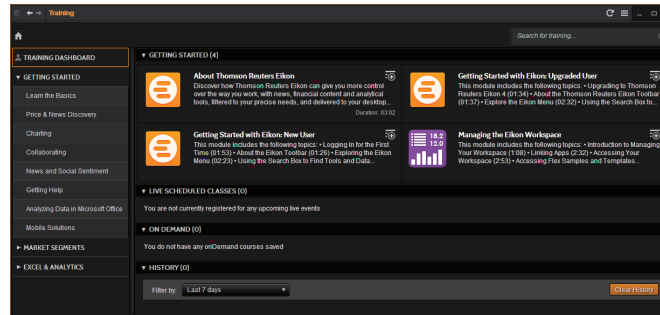 Training
Search for training...
TRAINING DASHBOARD
GETTING STARTED
Learn the Basics
Price & News Discovery
Charting
Collaborating
News and Social Sentiment
Getting Help
Analyzing Data in Microsoft Office
Mobile Solutions
MARKET SEGMENTS
EXCEL & ANALYTICS
GETTING STARTED (4)
About Thomson Reuters Eikon
Discover how Thomson Reuters Eikon can give you more control
over the way you work, with news, financial content and analytical
tools, filtered to your precise needs, and delivered to your desktop...
Duration: 03:02
Getting Started with Eikon: Upgraded User
This module includes the following topics: • Upgrading to Thomson
Reuters Eikon 4 (01:34) • About the Thomson Reuters Eikon Toolbar
(01:37) • Explore the Eikon Menu (02:32) • Using the Search Box to...
Getting Started with Eikon: New User
This module includes the following topics: • Logging In for the First
Time (01:53) • About the Eikon Toolbar (01:26) • Exploring the Eikon
Menu (02:23) • Using the Search Box to Find Tools and Data...
18.2
12.0
Managing the Eikon Workspace
This module includes the following topics: • Introduction to Managing
Your Workspace (1:08) • Linking Apps (2:32) • Accessing Your
Workspace (2:53) • Accessing Flex Samples and Templates...
LIVE SCHEDULED CLASSES (0)
You are not currently registered for any upcoming live events
ON DEMAND (0)
You do not have any onDemand courses saved
HISTORY (0)
Filter by: Last 7 days
Clear History